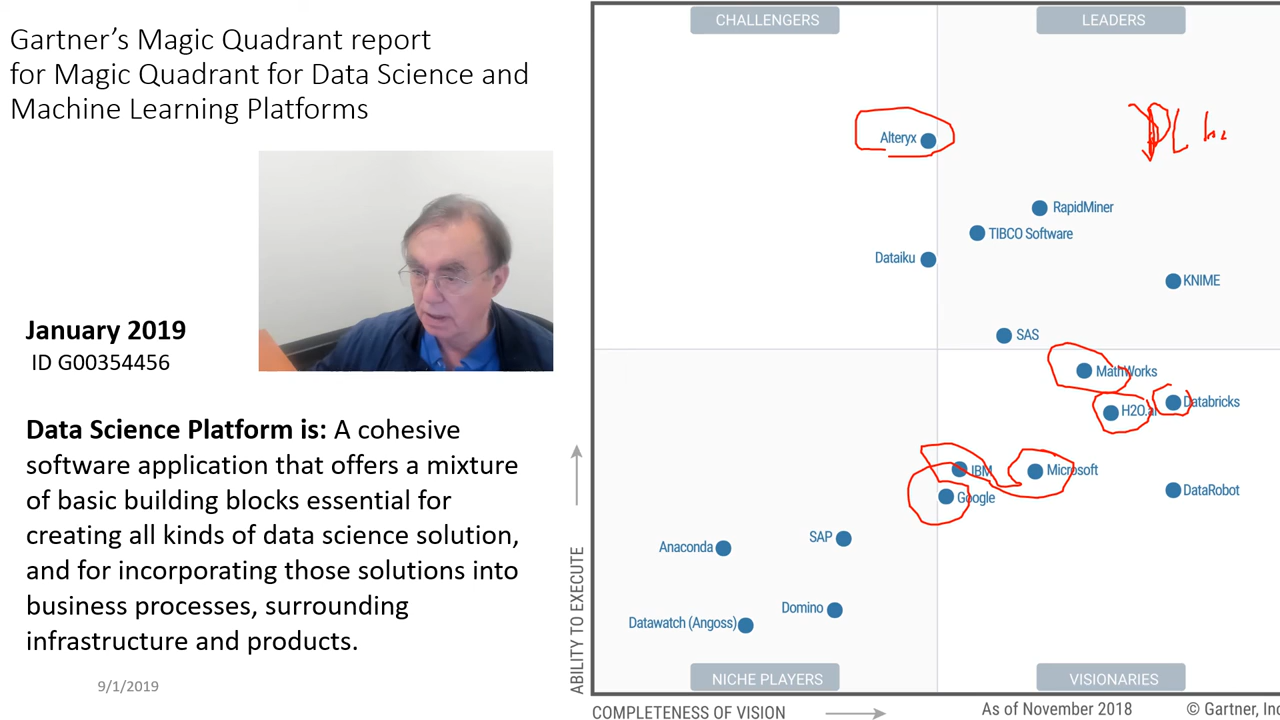 Gartner's Magic Quadrant report
for Magic Quadrant for Data Science and
Machine Learning Platforms
January 2019
ID G00354456
Data Science Platform is: A cohesive
software application that offers a mixture
of basic building blocks essential for
creating all kinds of data science solution,
and for incorporating those solutions into
business processes, surrounding
infrastructure and products.
9/1/2019
CHALLENGERS
LEADERS
Alteryx
RapidMiner
TIBCO Software
Dataiku
KNIME
SAS
MathWorks
Databricks
H2O.ai
IBM
Microsoft
Google
DataRobot
SAP
Anaconda
Domino
Datawatch (Angoss)
NICHE PLAYERS
VISIONARIES
ABILITY TO EXECUTE
COMPLETENESS OF VISION
As of November 2018
© Gartner, Inc